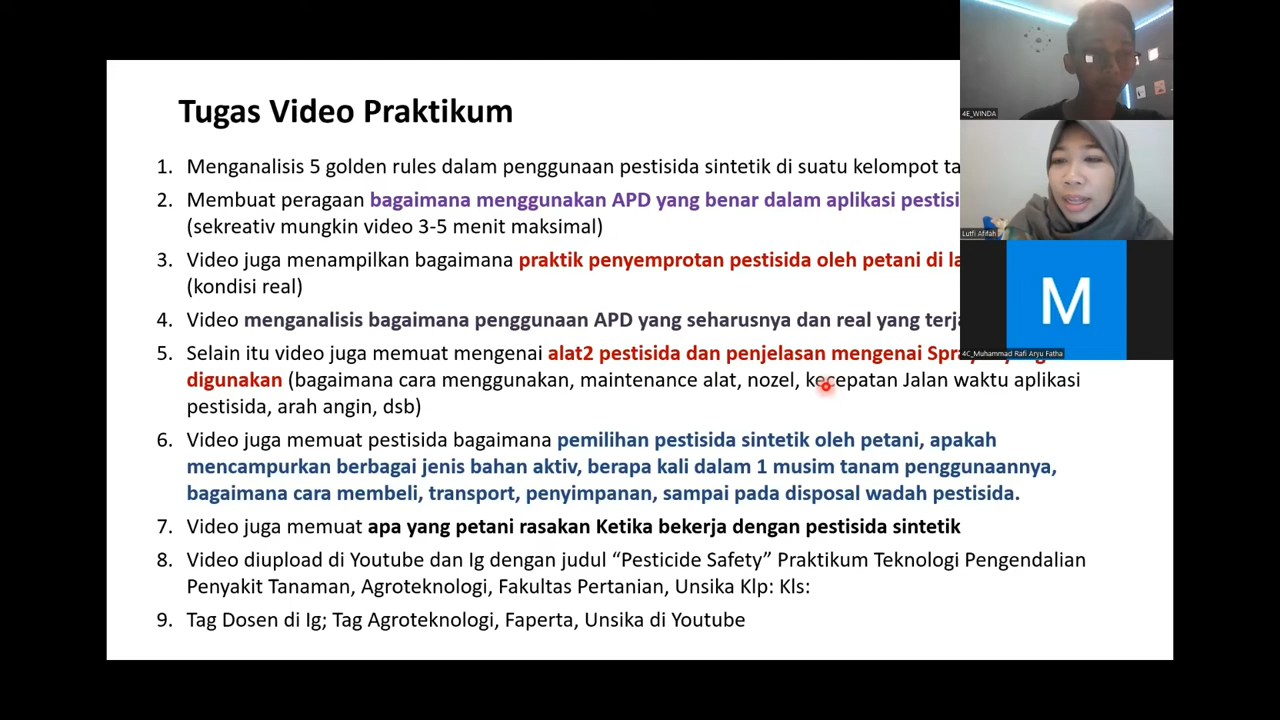 Tugas Video Praktikum
1. Menganalisis 5 golden rules dalam penggunaan pestisida sintetik di suatu kelompot ta
2. Membuat peragaan bagaimana menggunakan APD yang benar dalam aplikasi pestisi
(sekreativ mungkin video 3-5 menit maksimal)
3. Video juga menampilkan bagaimana praktik penyemprotan pestisida oleh petani di la
(kondisi real)
4. Video menganalisis bagaimana penggunaan APD yang seharusnya dan real yang terja
5. Selain itu video juga memuat mengenai alat2 pestisida dan penjelasan mengenai
digunakan (bagaimana cara menggunakan, maintenance alat, nozel, kecepatan Jalan waktu aplikasi
pestisida, arah angin, dsb)
6. Video juga memuat pestisida bagaimana pemilihan pestisida sintetik oleh petani, apakah
mencampurkan berbagai jenis bahan aktiv, berapa kali dalam 1 musim tanam penggunaannya,
bagaimana cara membeli, transport, penyimpanan, sampai pada disposal wadah pestisida.
7. Video juga memuat apa yang petani rasakan Ketika bekerja dengan pestisida sintetik
8. Video diupload di Youtube dan Ig dengan judul “Pesticide Safety” Praktikum Teknologi Pengendalian
Penyakit Tanaman, Agroteknologi, Fakultas Pertanian, Unsika Klp: Kls:
9. Tag Dosen di Ig; Tag Agroteknologi, Faperta, Unsika di Youtube
4E_WINDA
Lutfi Afifah
M
4C_Muhammad Rafi Aryu Fatha